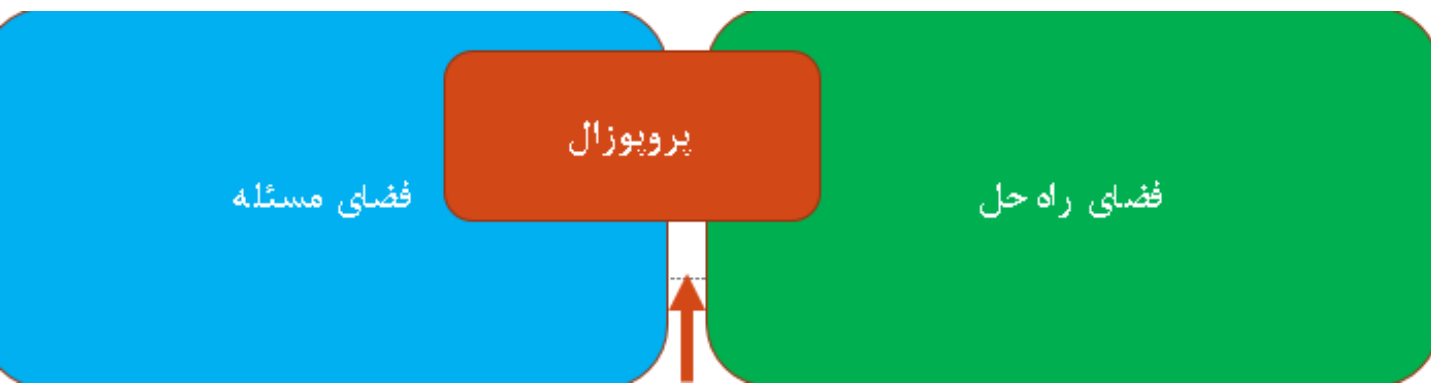 پروپوزال
فضای راه حل
فضای مسئله